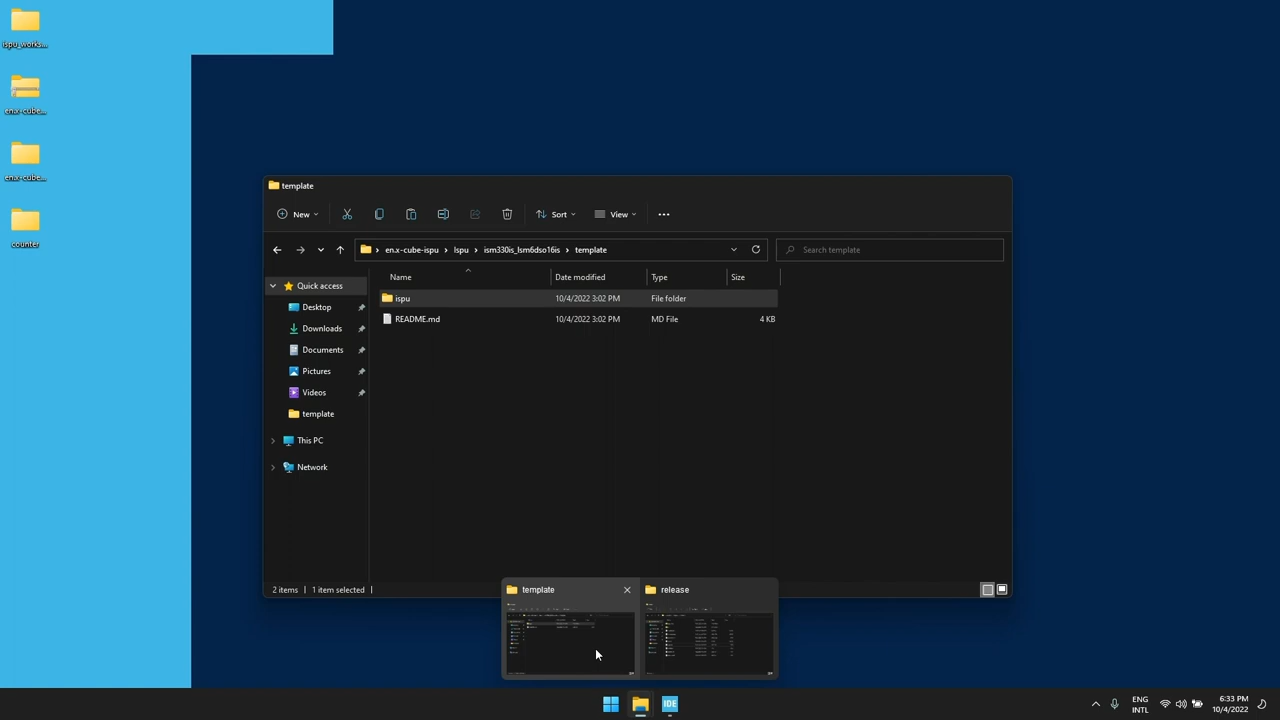 ispu_works...
enx-cube...
enx-cube...
counter
template
New
Sort
View
en.x-cube-ispu
Ispu
ism330is_lsm6dso16is
template
Search template
Name
Date modified
Type
Size
Quick access
Desktop
Downloads
Documents
Pictures
Videos
template
This PC
Network
ispu
10/4/2022 3:02 PM
File folder
README.md
10/4/2022 3:02 PM
MD File
4 KB
2 items
1 item selected
template
release
IDE
ENG
INTL
6:33 PM
10/4/2022